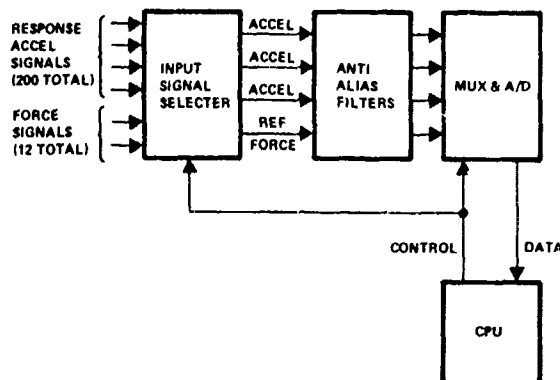 RESPONSE
ACCEL
SIGNALS
(200 TOTAL)
FORCE
SIGNALS
(12 TOTAL)
INPUT
SIGNAL
SELECTER
ACCEL
ACCEL
ACCEL
REF
FORCE
ANTI
ALIAS
FILTERS
MUX & A/D
CONTROL
DATA
CPU